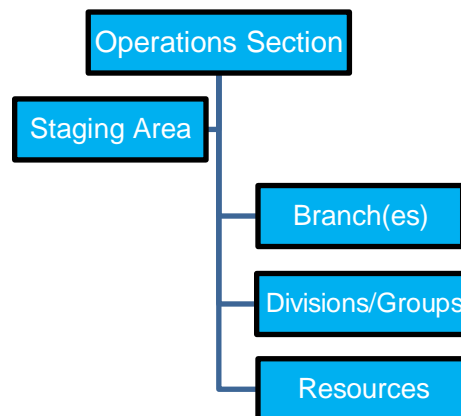 Operations Section
Staging Area
Branch(es)
Divisions/Groups
Resources